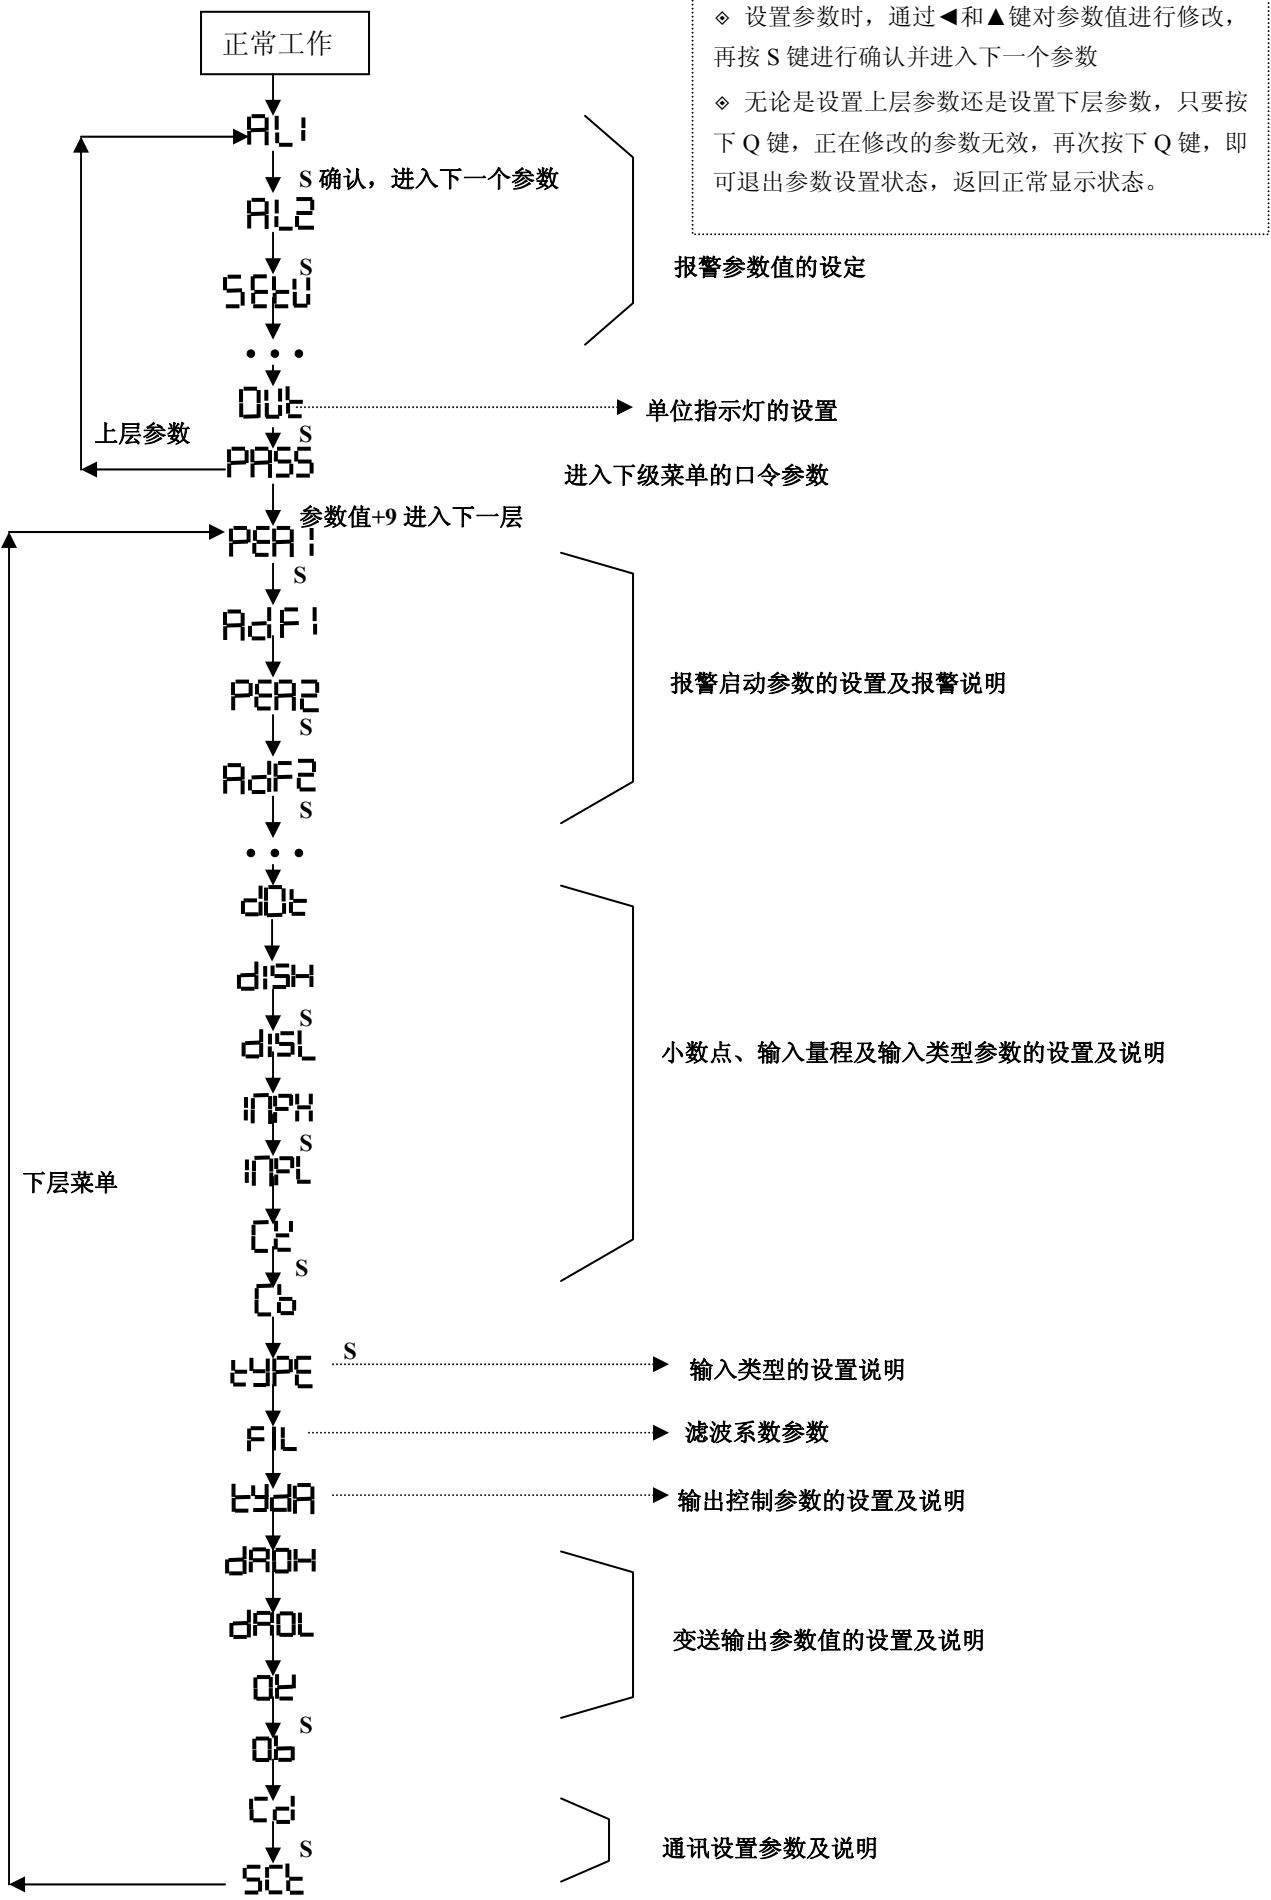 正常工作
◈ 设置参数时，通过◀和▲键对参数值进行修改，
再按 S 键进行确认并进入下一个参数
◈ 无论是设置上层参数还是设置下层参数，只要按
下 Q 键，正在修改的参数无效，再次按下 Q 键，即
可退出参数设置状态，返回正常显示状态。
AL1
S 确认，进入下一个参数
AL2
报警参数值的设定
S
SEtU
• • •
OUt
单位指示灯的设置
上层参数
S
PASS
进入下级菜单的口令参数
参数值+9 进入下一层
PEA1
S
AdF1
报警启动参数的设置及报警说明
PEA2
S
AdF2
S
• • •
dOt
dISH
S
dISL
小数点、输入量程及输入类型参数的设置及说明
INPH
S
INPL
下层菜单
S
Cb
S
tYPE
输入类型的设置说明
FIL
滤波系数参数
tYdA
输出控制参数的设置及说明
dAOH
dAOL
变送输出参数值的设置及说明
S
Ob
Cd
通讯设置参数及说明
S
SCt